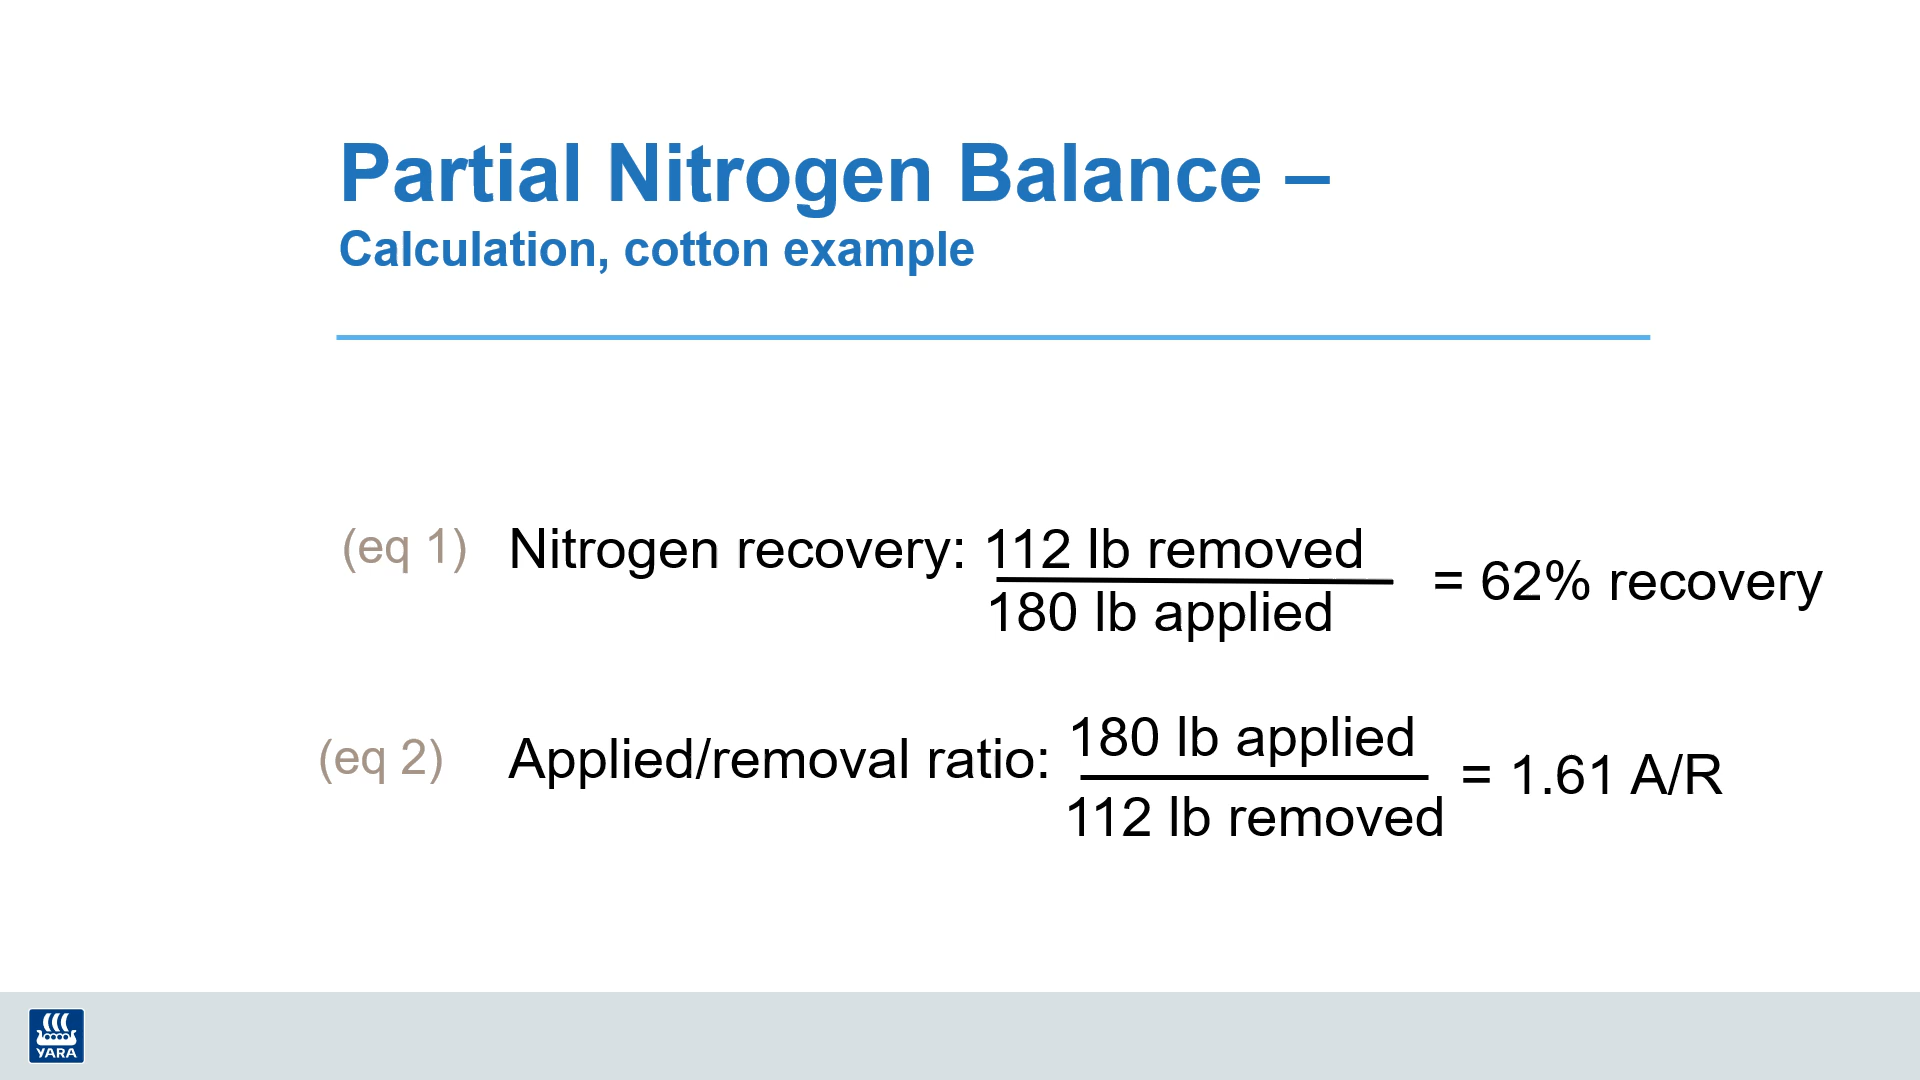 Partial Nitrogen Balance –
Calculation, cotton example
(eq 1) Nitrogen recovery: 112 lb removed
180 lb applied
= 62% recovery
(eq 2) Applied/removal ratio: 180 lb applied
112 lb removed
= 1.61 A/R
YARA